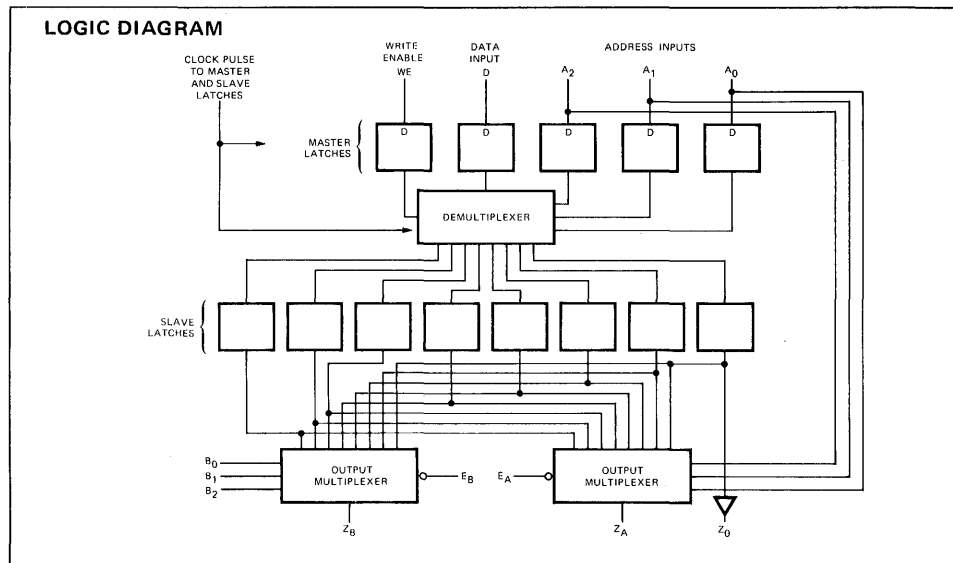 LOGIC DIAGRAM
CLOCK PULSE
TO MASTER
AND SLAVE
LATCHES
WRITE
ENABLE
WE
DATA
INPUT
D
ADDRESS INPUTS
A2
A1
A0
MASTER
LATCHES
D
D
D
D
D
DEMULTIPLEXER
SLAVE
LATCHES
B0
B1
B2
OUTPUT
MULTIPLEXER
EB
EA
OUTPUT
MULTIPLEXER
ZB
ZA
Z0